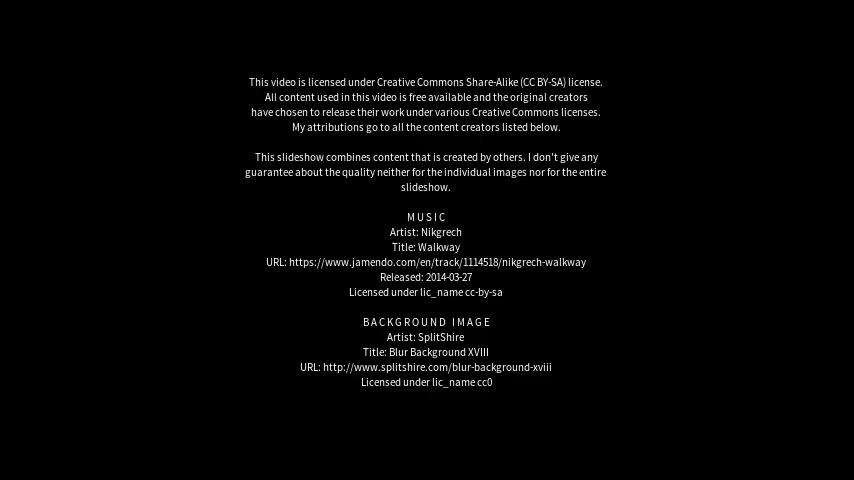 This video is licensed under Creative Commons Share-Alike (CC BY-SA) license.
All content used in this video is free available and the original creators
have chosen to release their work under various Creative Commons licenses.
My attributions go to all the content creators listed below.
This slideshow combines content that is created by others. I don't give any
guarantee about the quality neither for the individual images nor for the entire
slideshow.
MUSIC
Artist: Nikgrech
Title: Walkway
URL: https://www.jamendo.com/en/track/1114518/nikgrech-walkway
Released: 2014-03-27
Licensed under lic_name cc-by-sa
BACKGROUND IMAGE
Artist: SplitShire
Title: Blur Background XVIII
URL: http://www.splitshire.com/blur-background-xviii
Licensed under lic_name cc0